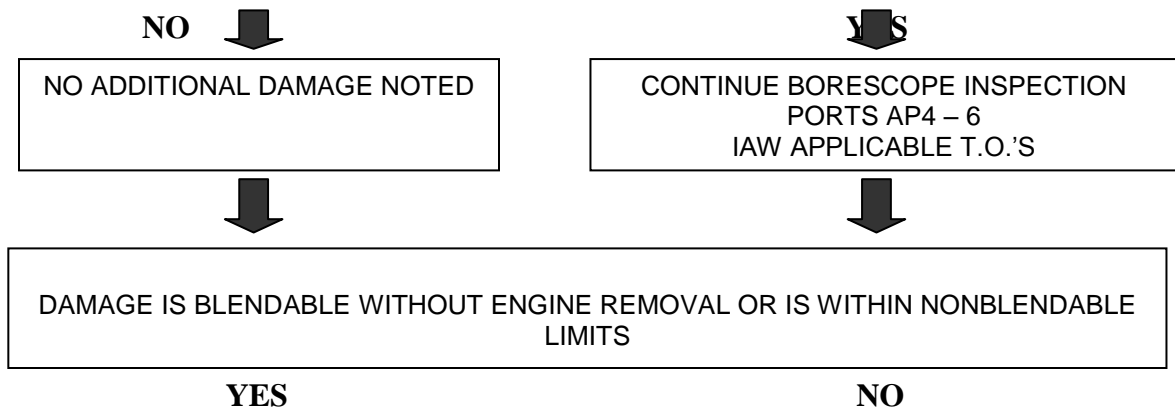 NO YES
NO ADDITIONAL DAMAGE NOTED
CONTINUE BORESCOPE INSPECTION
PORTS AP4 – 6
IAW APPLICABLE T.O.'S
DAMAGE IS BLENDABLE WITHOUT ENGINE REMOVAL OR IS WITHIN NONBLENDABLE
LIMITS
YES NO